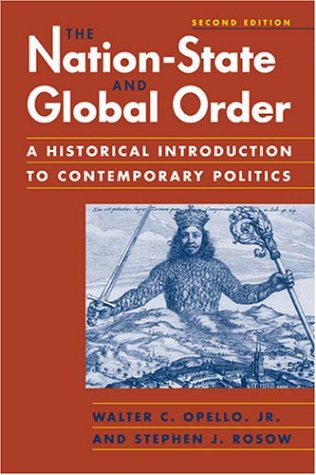 SECOND EDITION
THE
Nation-State
AND
Global Order
A HISTORICAL INTRODUCTION
TO CONTEMPORARY POLITICS
WALTER C. OPELLO, JR.
AND STEPHEN J. ROSOW